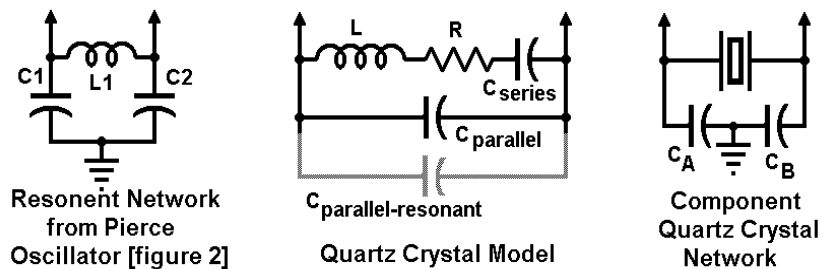 C1
L1
C2
Resonent Network
from Pierce
Oscillator [figure 2]
L
R
Cseries
Cparallel
Cparallel-resonant
Quartz Crystal Model
CA
CB
Component
Quartz Crystal
Network